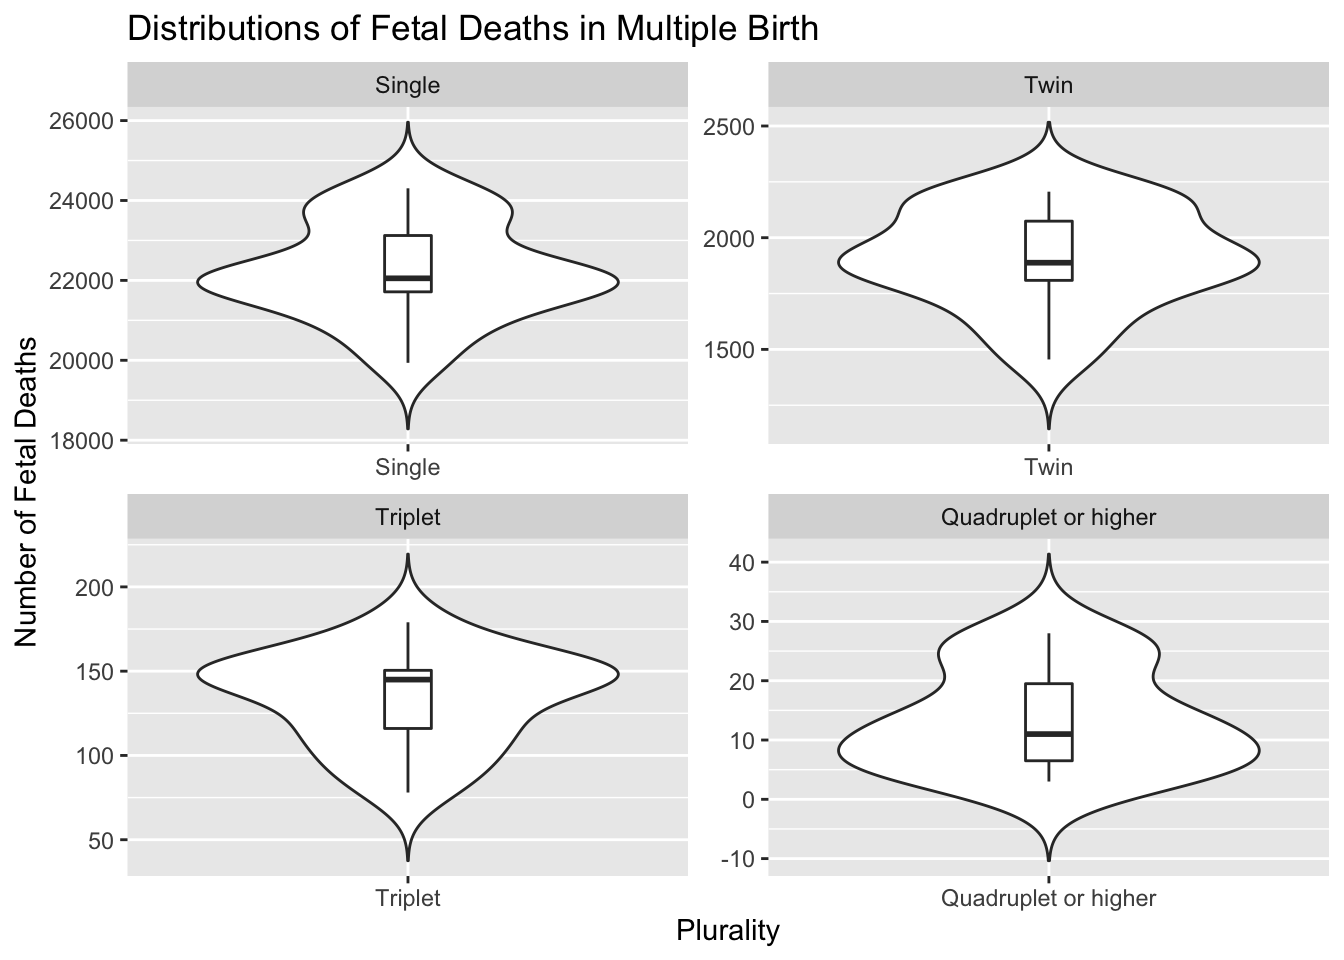 Distributions of Fetal Deaths in Multiple Birth
Single
Twin
26000
24000
22000
20000
18000
2500
2000
1500
Single
Twin
Number of Fetal Deaths
Triplet
Quadruplet or higher
200
150
100
50
40
30
20
10
0
-10
Triplet
Quadruplet or higher
Plurality